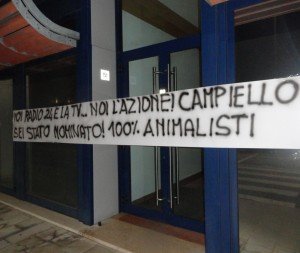 VOI RADIO 24 E LA TV... NOI L'AZIONE! CAMPIELLO
SEI STATO NOMINATO! 100% ANIMALISTI